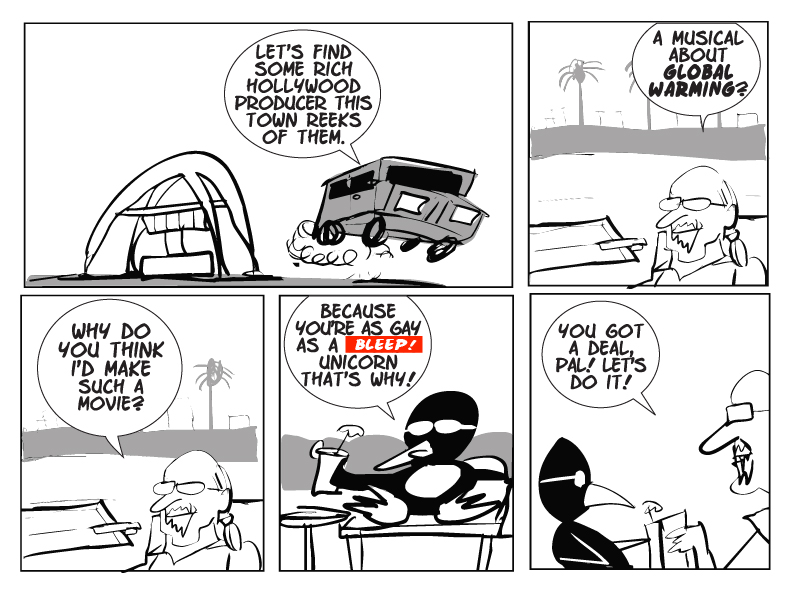 LET'S FIND
SOME RICH
HOLLYWOOD
PRODUCER THIS
TOWN REEKS
OF THEM.
A MUSICAL
ABOUT
GLOBAL
WARMING?
WHY DO
YOU THINK
I'D MAKE
SUCH A
MOVIE?
BECAUSE
YOU'RE AS GAY
AS A BLEEP!
UNICORN
THAT'S WHY!
YOU GOT
A DEAL,
PAL! LET'S
DO IT!